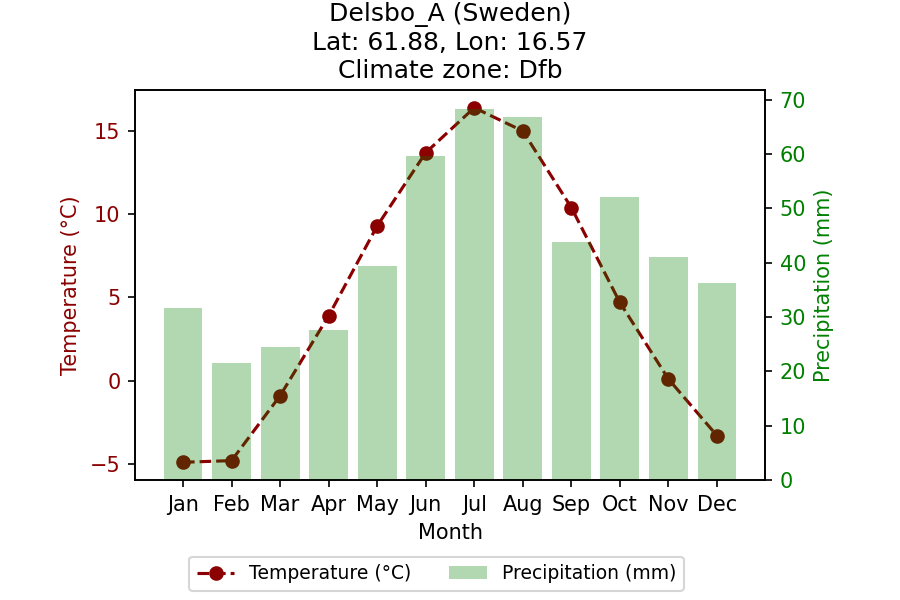 Delsbo_A (Sweden)
Lat: 61.88, Lon: 16.57
Climate zone: Dfb
Temperature (°C)
15
10
5
0
−5
70
60
50
40
30
20
10
0
Precipitation (mm)
Jan Feb Mar Apr May Jun Jul Aug Sep Oct Nov Dec
Month
Temperature (°C) Precipitation (mm)